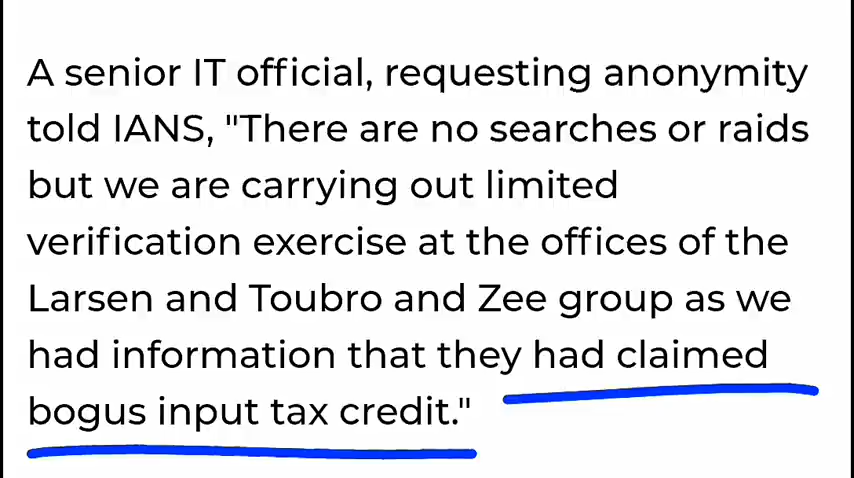 A senior IT official, requesting anonymity
told IANS, "There are no searches or raids
but we are carrying out limited
verification exercise at the offices of the
Larsen and Toubro and Zee group as we
had information that they had claimed
bogus input tax credit."